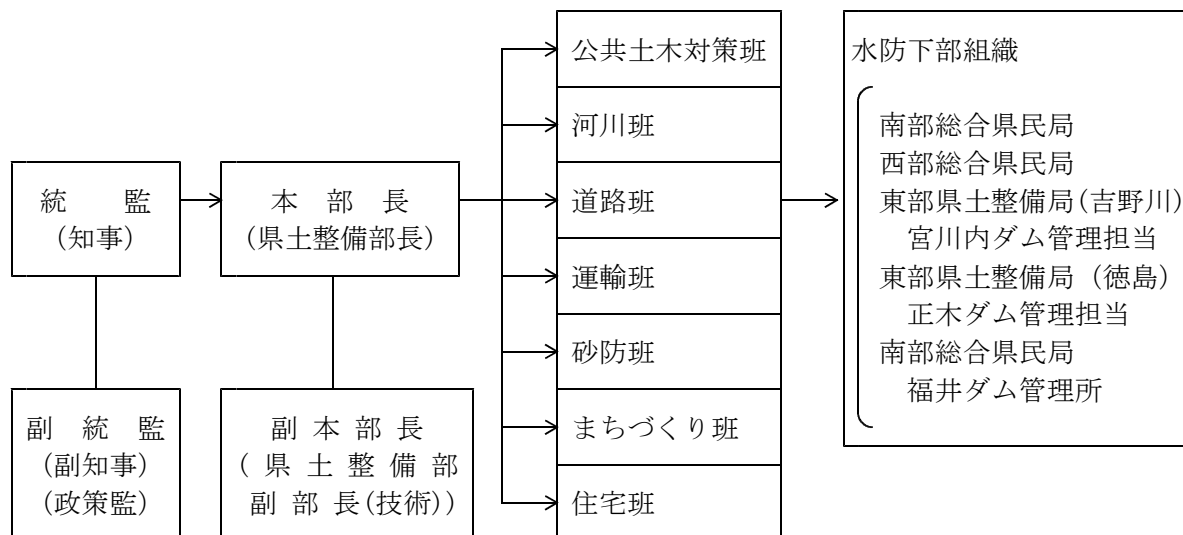 統 監
(知事)
副 統 監
(副知事)
(政策監)
本 部 長
(県土整備部長)
副 本 部 長
( 県 土 整 備 部
副 部 長(技術))
公共土木対策班
河川班
道路班
運輸班
砂防班
まちづくり班
住宅班
水防下部組織
南部総合県民局
西部総合県民局
東部県土整備局(吉野川)
宮川内ダム管理担当
東部県土整備局 (徳島)
正木ダム管理担当
南部総合県民局
福井ダム管理所